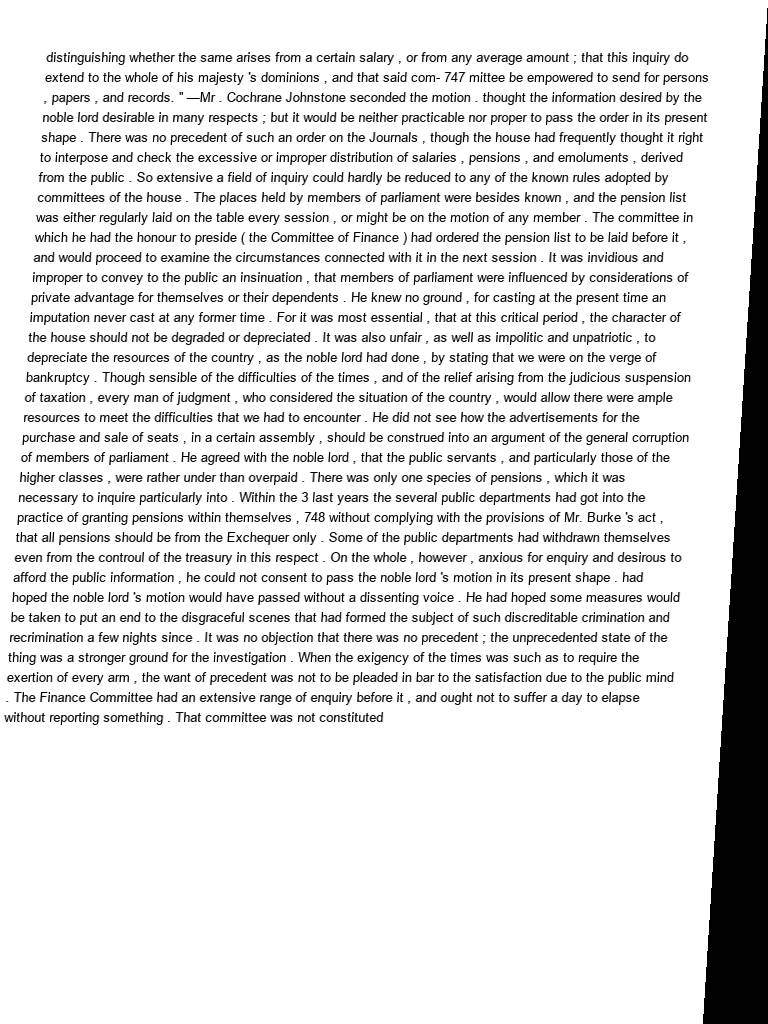 distinguishing whether the same arises from a certain salary , or from any average amount ; that this inquiry do
extend to the whole of his majesty 's dominions , and that said com- 747 mittee be empowered to send for persons
, papers , and records. " —Mr . Cochrane Johnstone seconded the motion . thought the information desired by the
noble lord desirable in many respects ; but it would be neither practicable nor proper to pass the order in its present
shape . There was no precedent of such an order on the Journals , though the house had frequently thought it right
to interpose and check the excessive or improper distribution of salaries , pensions , and emoluments , derived
from the public . So extensive a field of inquiry could hardly be reduced to any of the known rules adopted by
committees of the house . The places held by members of parliament were besides known , and the pension list
was either regularly laid on the table every session , or might be on the motion of any member . The committee in
which he had the honour to preside ( the Committee of Finance ) had ordered the pension list to be laid before it ,
and would proceed to examine the circumstances connected with it in the next session . It was invidious and
improper to convey to the public an insinuation , that members of parliament were influenced by considerations of
private advantage for themselves or their dependents . He knew no ground , for casting at the present time an
imputation never cast at any former time . For it was most essential , that at this critical period , the character of
the house should not be degraded or depreciated . It was also unfair , as well as impolitic and unpatriotic , to
depreciate the resources of the country , as the noble lord had done , by stating that we were on the verge of
bankruptcy . Though sensible of the difficulties of the times , and of the relief arising from the judicious suspension
of taxation , every man of judgment , who considered the situation of the country , would allow there were ample
resources to meet the difficulties that we had to encounter . He did not see how the advertisements for the
purchase and sale of seats , in a certain assembly , should be construed into an argument of the general corruption
of members of parliament . He agreed with the noble lord , that the public servants , and particularly those of the
higher classes , were rather under than overpaid . There was only one species of pensions , which it was
necessary to inquire particularly into . Within the 3 last years the several public departments had got into the
practice of granting pensions within themselves , 748 without complying with the provisions of Mr. Burke 's act ,
that all pensions should be from the Exchequer only . Some of the public departments had withdrawn themselves
even from the controul of the treasury in this respect . On the whole , however , anxious for enquiry and desirous to
afford the public information , he could not consent to pass the noble lord 's motion in its present shape . had
hoped the noble lord 's motion would have passed without a dissenting voice . He had hoped some measures would
be taken to put an end to the disgraceful scenes that had formed the subject of such discreditable crimination and
recrimination a few nights since . It was no objection that there was no precedent ; the unprecedented state of the
thing was a stronger ground for the investigation . When the exigency of the times was such as to require the
exertion of every arm , the want of precedent was not to be pleaded in bar to the satisfaction due to the public mind
. The Finance Committee had an extensive range of enquiry before it , and ought not to suffer a day to elapse
without reporting something . That committee was not constituted